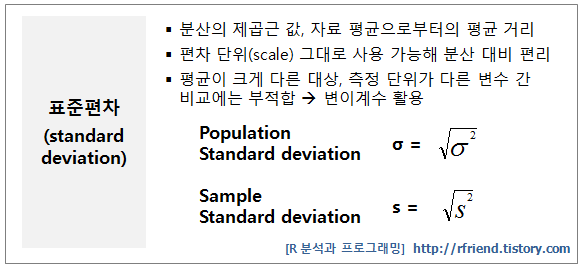 표준편차
(standard
deviation)
▪ 분산의 제곱근 값, 자료 평균으로부터의 평균 거리
▪ 편차 단위(scale) 그대로 사용 가능해 분산 대비 편리
▪ 평균이 크게 다른 대상, 측정 단위가 다른 변수 간
비교에는 부적합 → 변이계수 활용
Population
Standard deviation σ = √σ²
Sample
Standard deviation s = √s²
[R 분석과 프로그래밍] http://rfriend.tistory.com